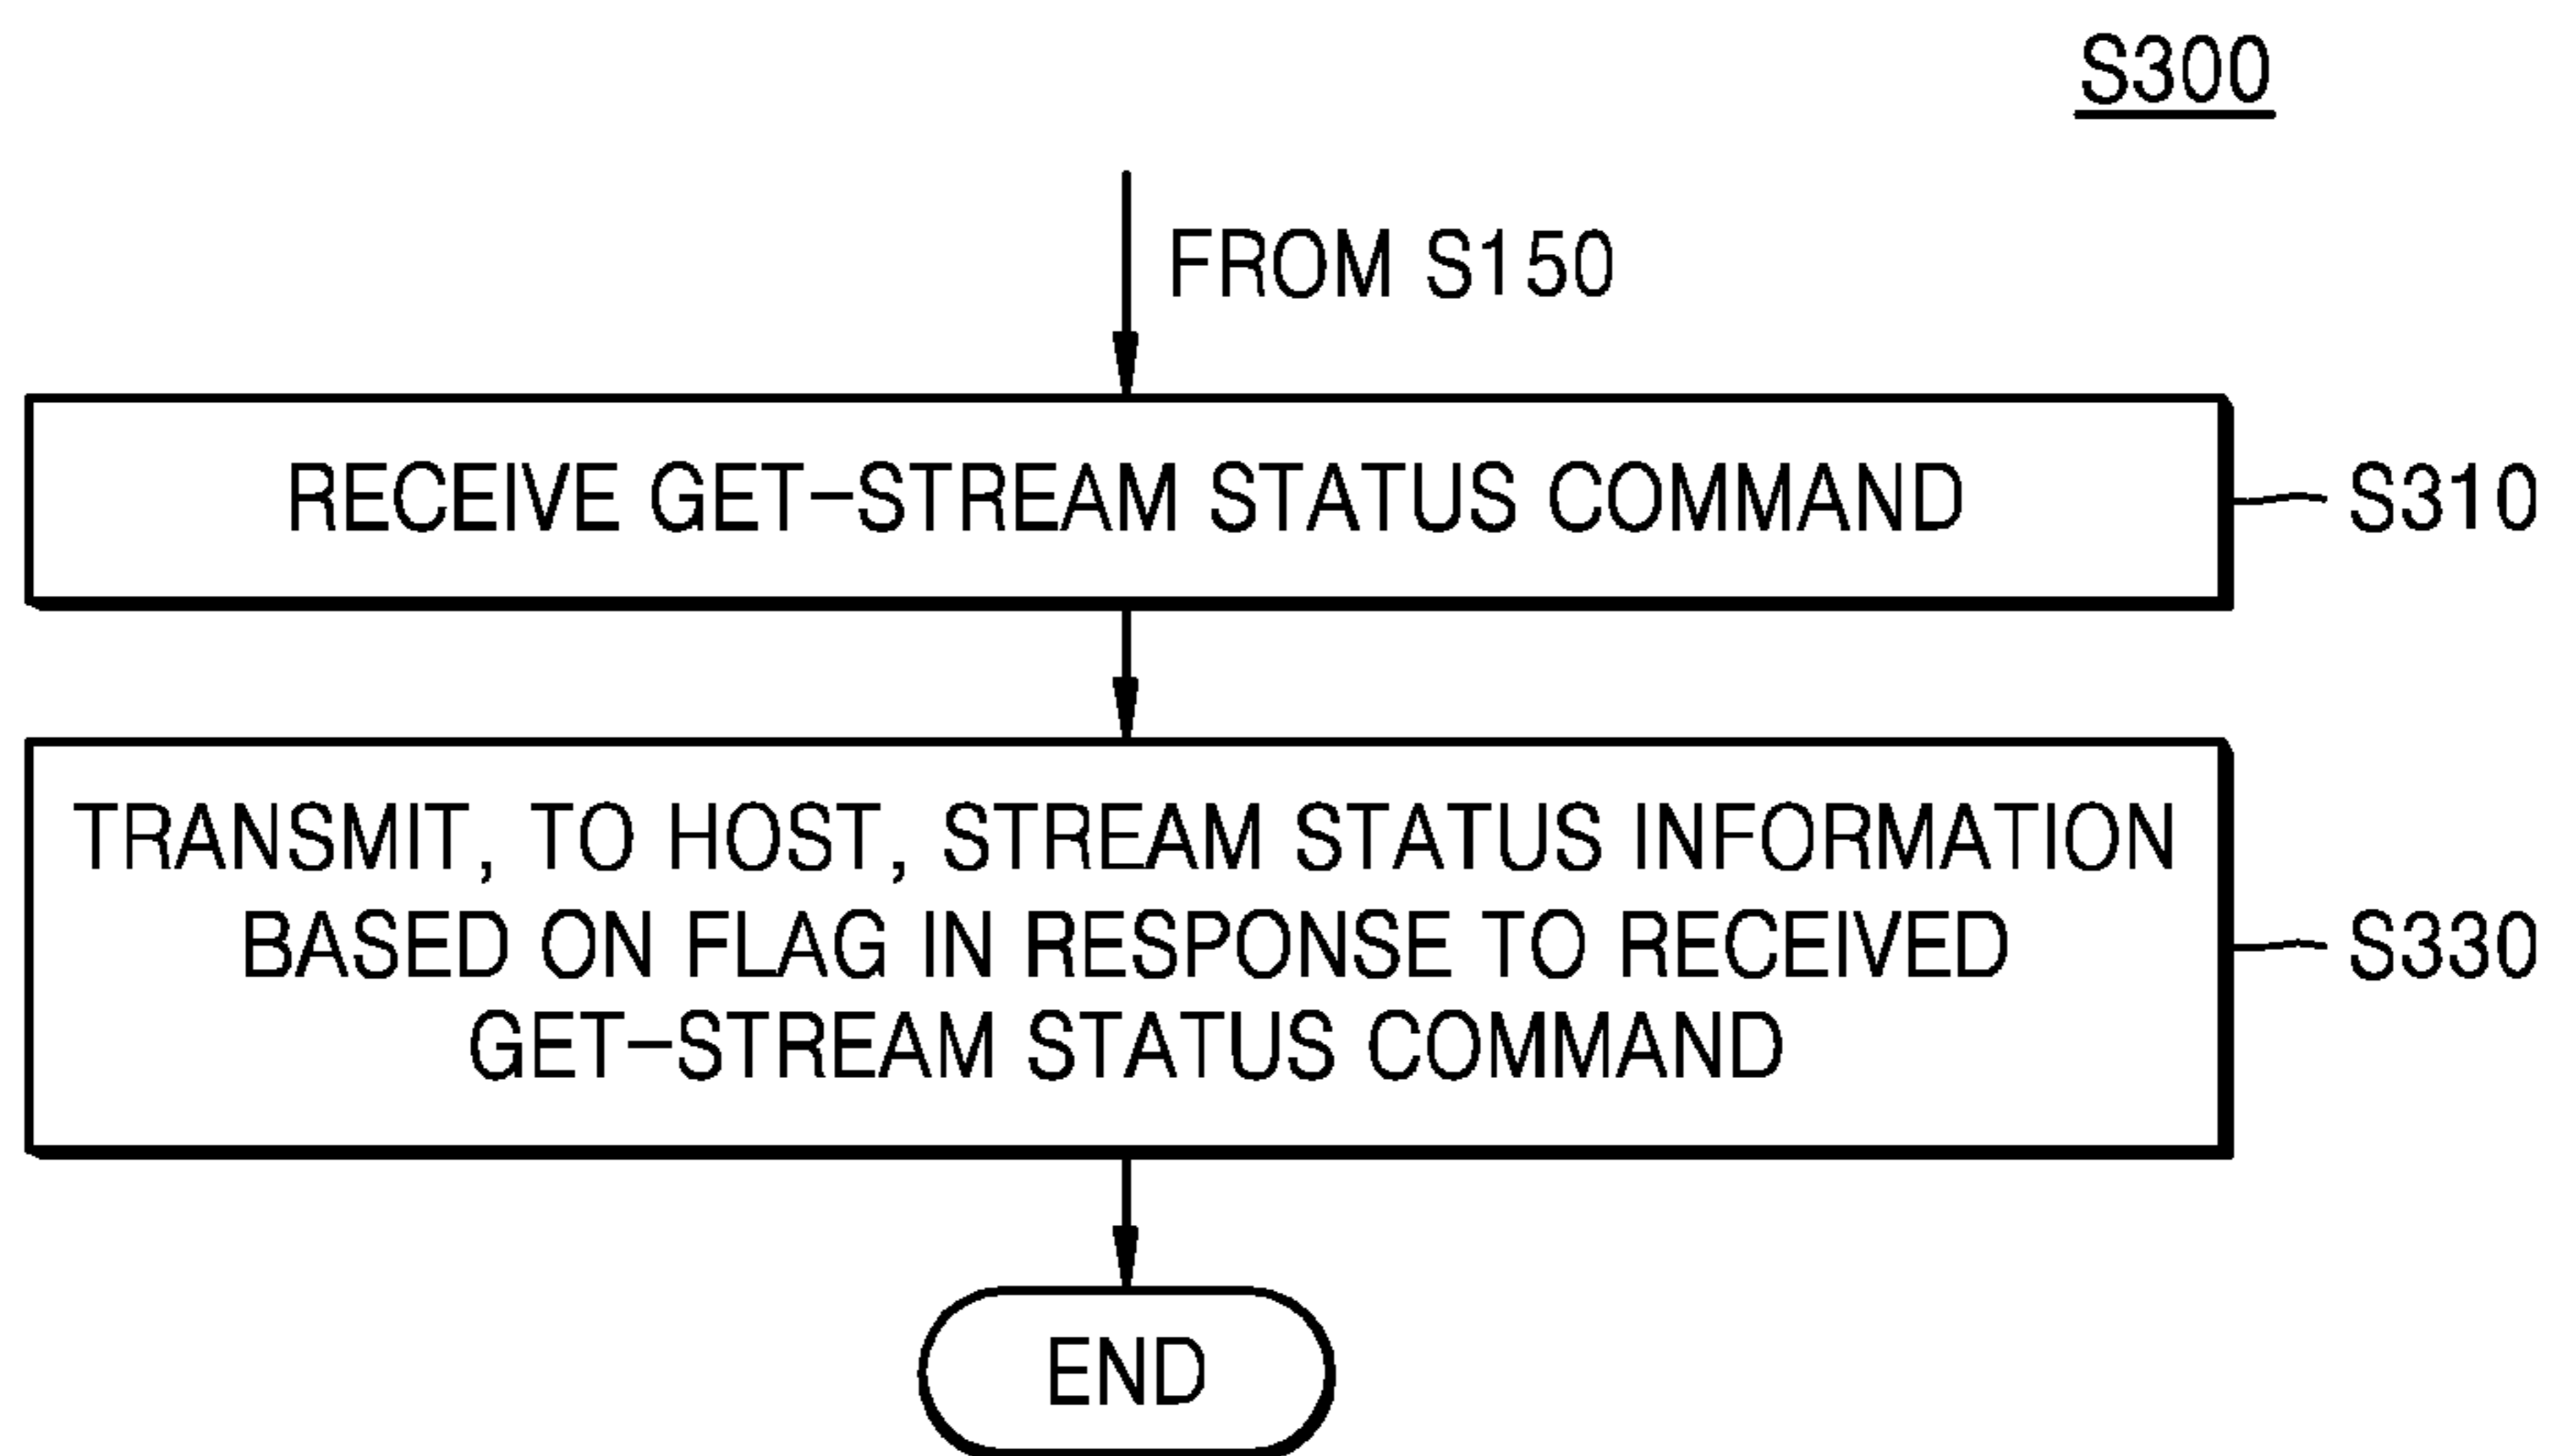 S300
FROM S150
RECEIVE GET-STREAM STATUS COMMAND
S310
TRANSMIT, TO HOST, STREAM STATUS INFORMATION
BASED ON FLAG IN RESPONSE TO RECEIVED
GET-STREAM STATUS COMMAND
S330
END